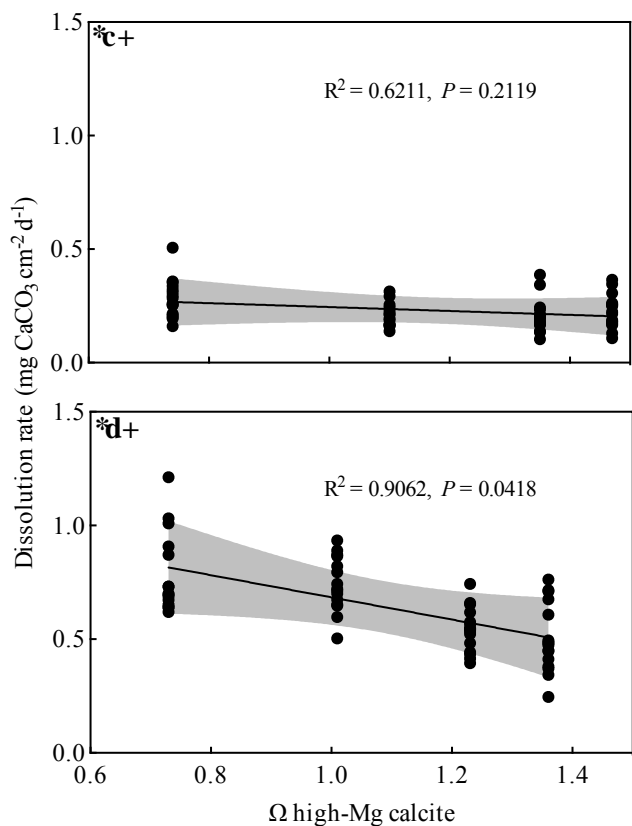 1.5
*c+
R² = 0.6211, P = 0.2119
1.0
0.5
0.0
Dissolution rate (mg CaCO₃ cm⁻² d⁻¹)
1.5
*d+
R² = 0.9062, P = 0.0418
1.0
0.5
0.0
0.6 0.8 1.0 1.2 1.4
Ω high-Mg calcite